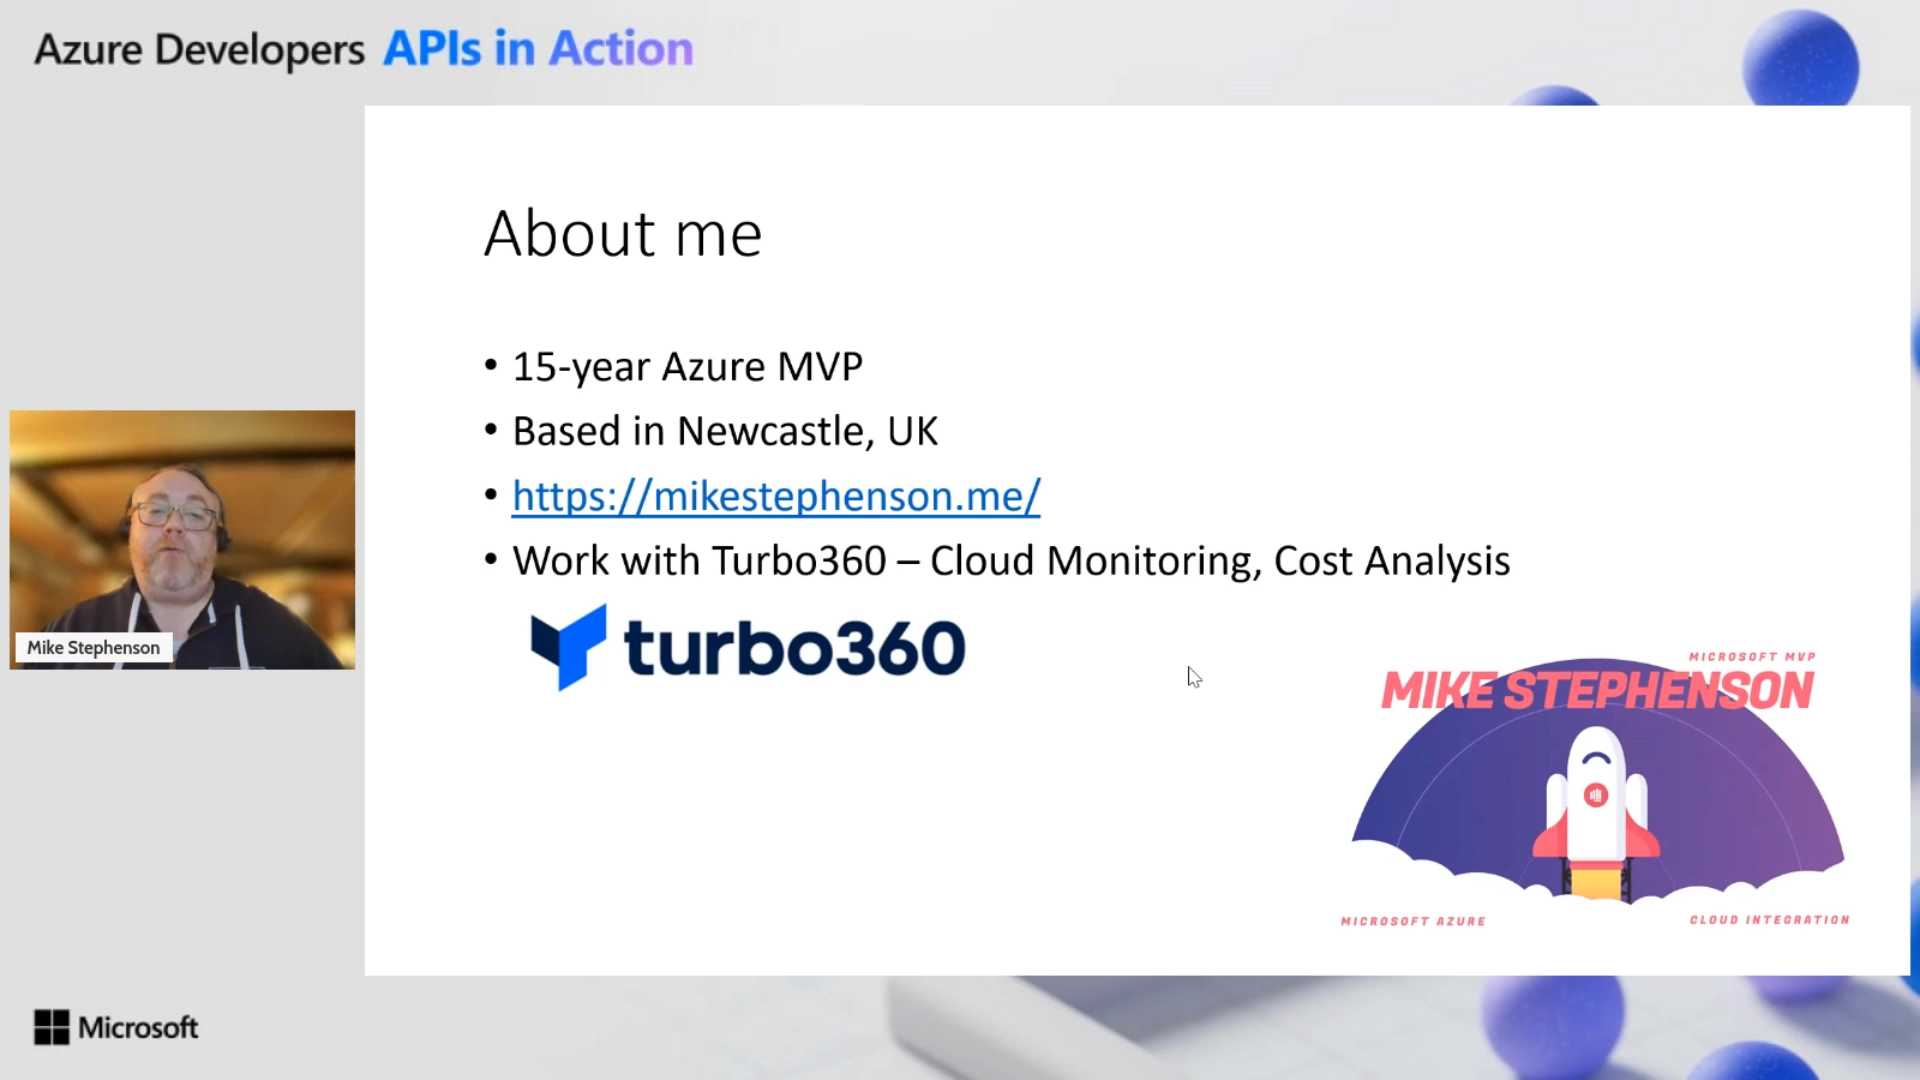 Azure Developers APIs in Action
About me
• 15-year Azure MVP
• Based in Newcastle, UK
• https://mikestephenson.me/
• Work with Turbo360 – Cloud Monitoring, Cost Analysis
turbo360
Mike Stephenson
MICROSOFT MVP
MIKE STEPHENSON
MICROSOFT AZURE
CLOUD INTEGRATION
Microsoft